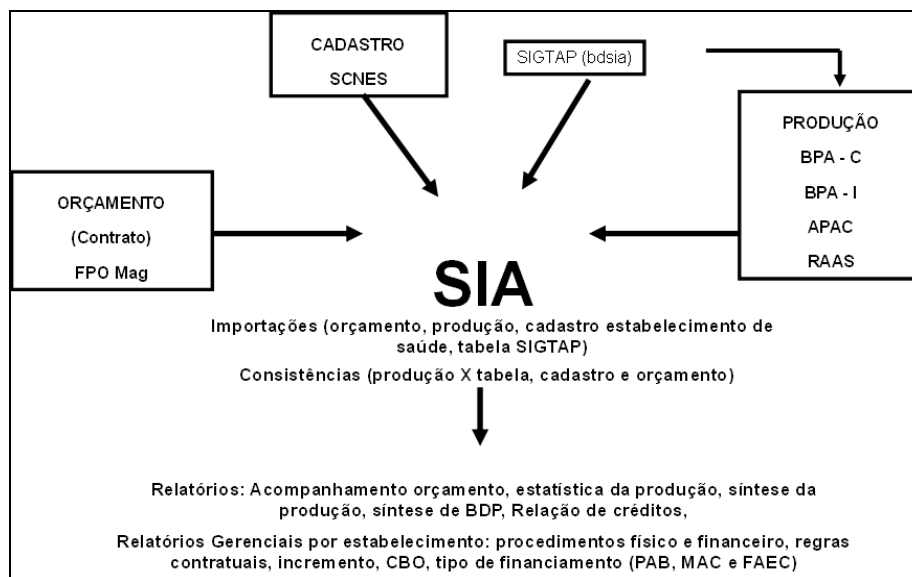 CADASTRO
SCNES
SIGTAP (bdsia)
PRODUÇÃO
BPA - C
BPA - I
APAC
RAAS
ORÇAMENTO
(Contrato)
FPO Mag
SIA
Importações (orçamento, produção, cadastro estabelecimento de
saúde, tabela SIGTAP)
Consistências (produção X tabela, cadastro e orçamento)
Relatórios: Acompanhamento orçamento, estatística da produção, síntese da
produção, síntese de BDP, Relação de créditos,
Relatórios Gerenciais por estabelecimento: procedimentos físico e financeiro, regras
contratuais, incremento, CBO, tipo de financiamento (PAB, MAC e FAEC)